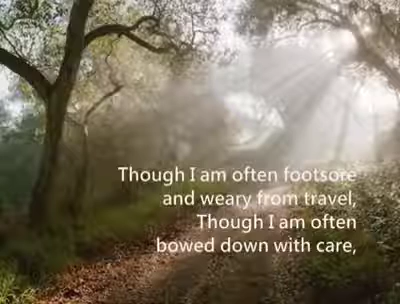 Though I am often footsore
and weary from travel,
Though I am often
bowed down with care,